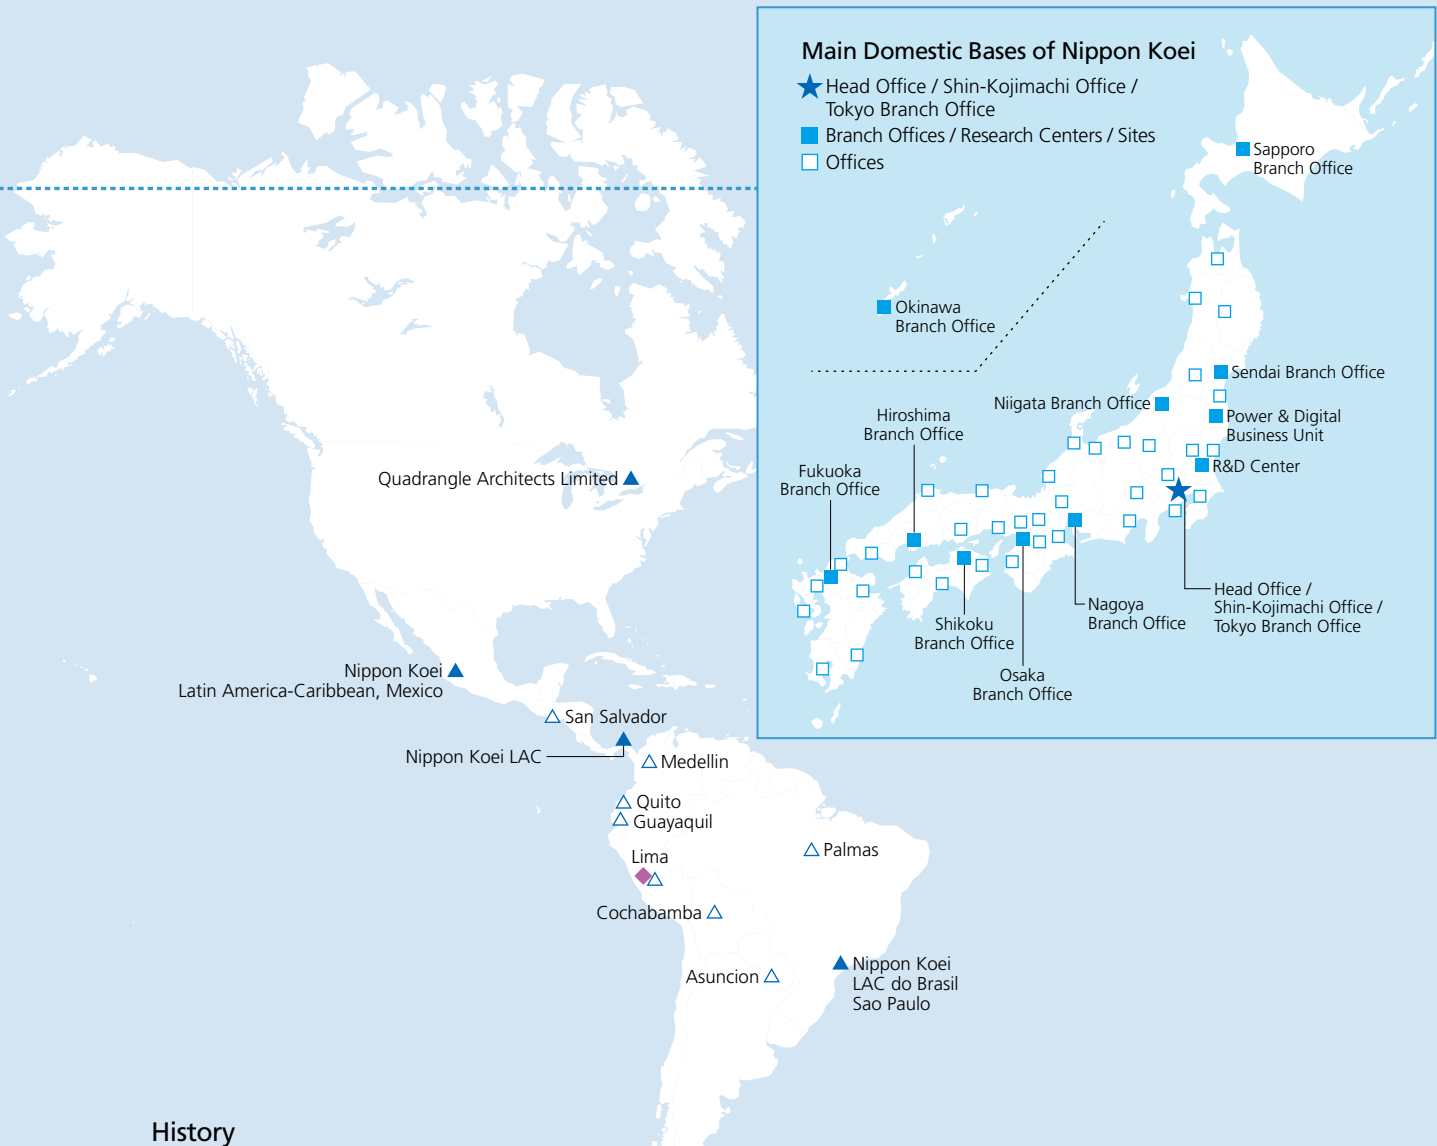 Main Domestic Bases of Nippon Koei
Head Office / Shin-Kojimachi Office /
Tokyo Branch Office
Branch Offices / Research Centers / Sites
Offices
Sapporo
Branch Office
Okinawa
Branch Office
Sendai Branch Office
Niigata Branch Office
Power & Digital
Business Unit
Hiroshima
Branch Office
R&D Center
Fukuoka
Branch Office
Head Office /
Shin-Kojimachi Office /
Tokyo Branch Office
Nagoya
Branch Office
Shikoku
Branch Office
Osaka
Branch Office
Quadrangle Architects Limited
Nippon Koei
Latin America-Caribbean, Mexico
San Salvador
Nippon Koei LAC
Medellin
Quito
Guayaquil
Lima
Palmas
Cochabamba
Asuncion
Nippon Koei
LAC do Brasil
Sao Paulo
History